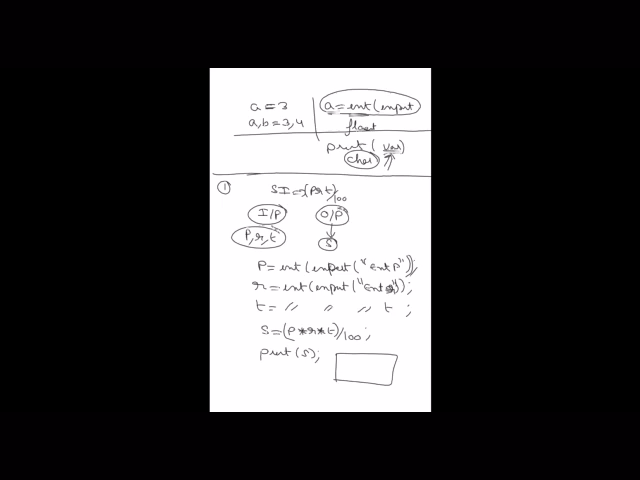 a = 3
a,b = 3,4
a = int(input
float
print( var)
char
①
SI = (Prt)/100
I/P O/P
P,r,t S
P = int(input("Ent P"));
r = int(input("Ent r"));
t = " " " t ;
S = (P*r*t)/100 ;
print(S);